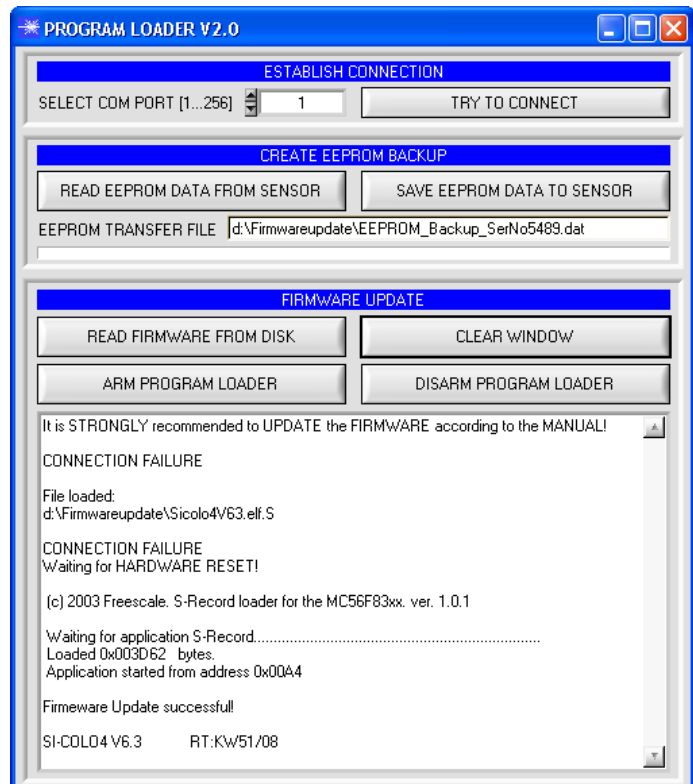 PROGRAM LOADER V2.0
ESTABLISH CONNECTION
SELECT COM PORT [1...256] 1 TRY TO CONNECT
CREATE EEPROM BACKUP
READ EEPROM DATA FROM SENSOR SAVE EEPROM DATA TO SENSOR
EEPROM TRANSFER FILE d:\Firmwareupdate\EEPROM_Backup_SerNo5489.dat
FIRMWARE UPDATE
READ FIRMWARE FROM DISK CLEAR WINDOW
ARM PROGRAM LOADER DISARM PROGRAM LOADER
It is STRONGLY recommended to UPDATE the FIRMWARE according to the MANUAL!
CONNECTION FAILURE
File loaded:
d:\Firmwareupdate\Sicolo4V63.elf.S
CONNECTION FAILURE
Waiting for HARDWARE RESET!
(c) 2003 Freescale. S-Record loader for the MC56F83xx. ver. 1.0.1
Waiting for application S-Record.......................................................................
Loaded 0x003D62 bytes.
Application started from address 0x00A4
Firmeware Update successful!
SI-COLO4 V6.3 RT:KW51/08